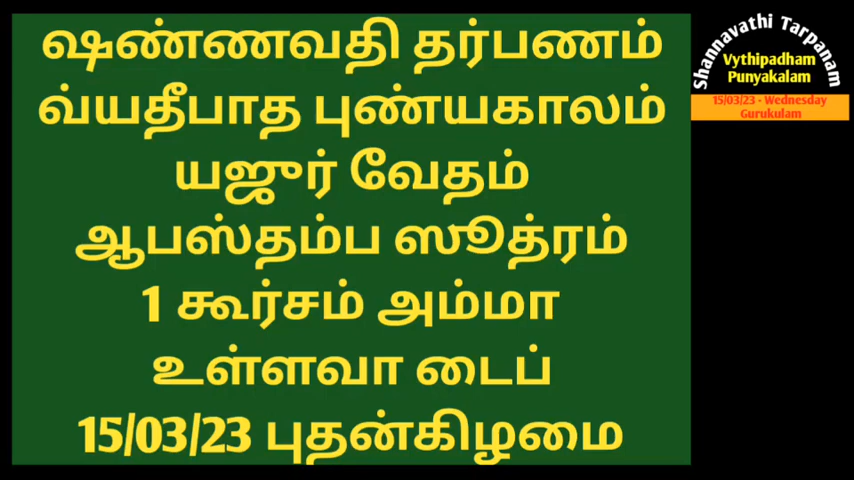 ஷண்ணவதி தர்பணம்
வ்யதீபாத புண்யகாலம்
யஜுர் வேதம்
ஆபஸ்தம்ப ஸூத்ரம்
1 கூர்சம் அம்மா
உள்ளவா டைப்
15/03/23 புதன்கிழமை
Shannavathi Tarpanam
Vythipadham
Punyakalam
15/03/23 - Wednesday
Gurukulam